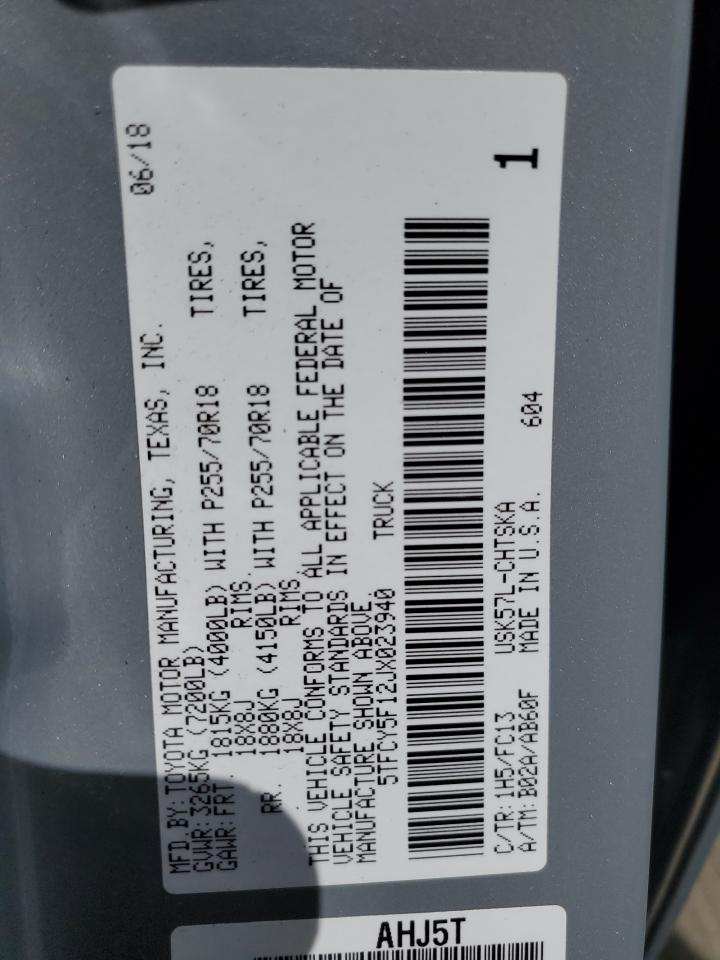 MFD.BY:TOYOTA MOTOR MANUFACTURING, TEXAS, INC. 06/18
GVWR:3265KG (7200LB)
GAWR:FRT. 1815KG (4000LB) WITH P255/70R18 TIRES,
18X8J RIMS.
RR. 1880KG (4150LB) WITH P255/70R18 TIRES,
18X8J RIMS
THIS VEHICLE CONFORMS TO ALL APPLICABLE FEDERAL MOTOR
VEHICLE SAFETY STANDARDS IN EFFECT ON THE DATE OF
MANUFACTURE SHOWN ABOVE.
5TFCY5F12JX023940 TRUCK
C/TR:1H5/FC13 USK57L-CHTSKA 604 1
A/TM:B02A/AB60F MADE IN U.S.A.
AHJ5T